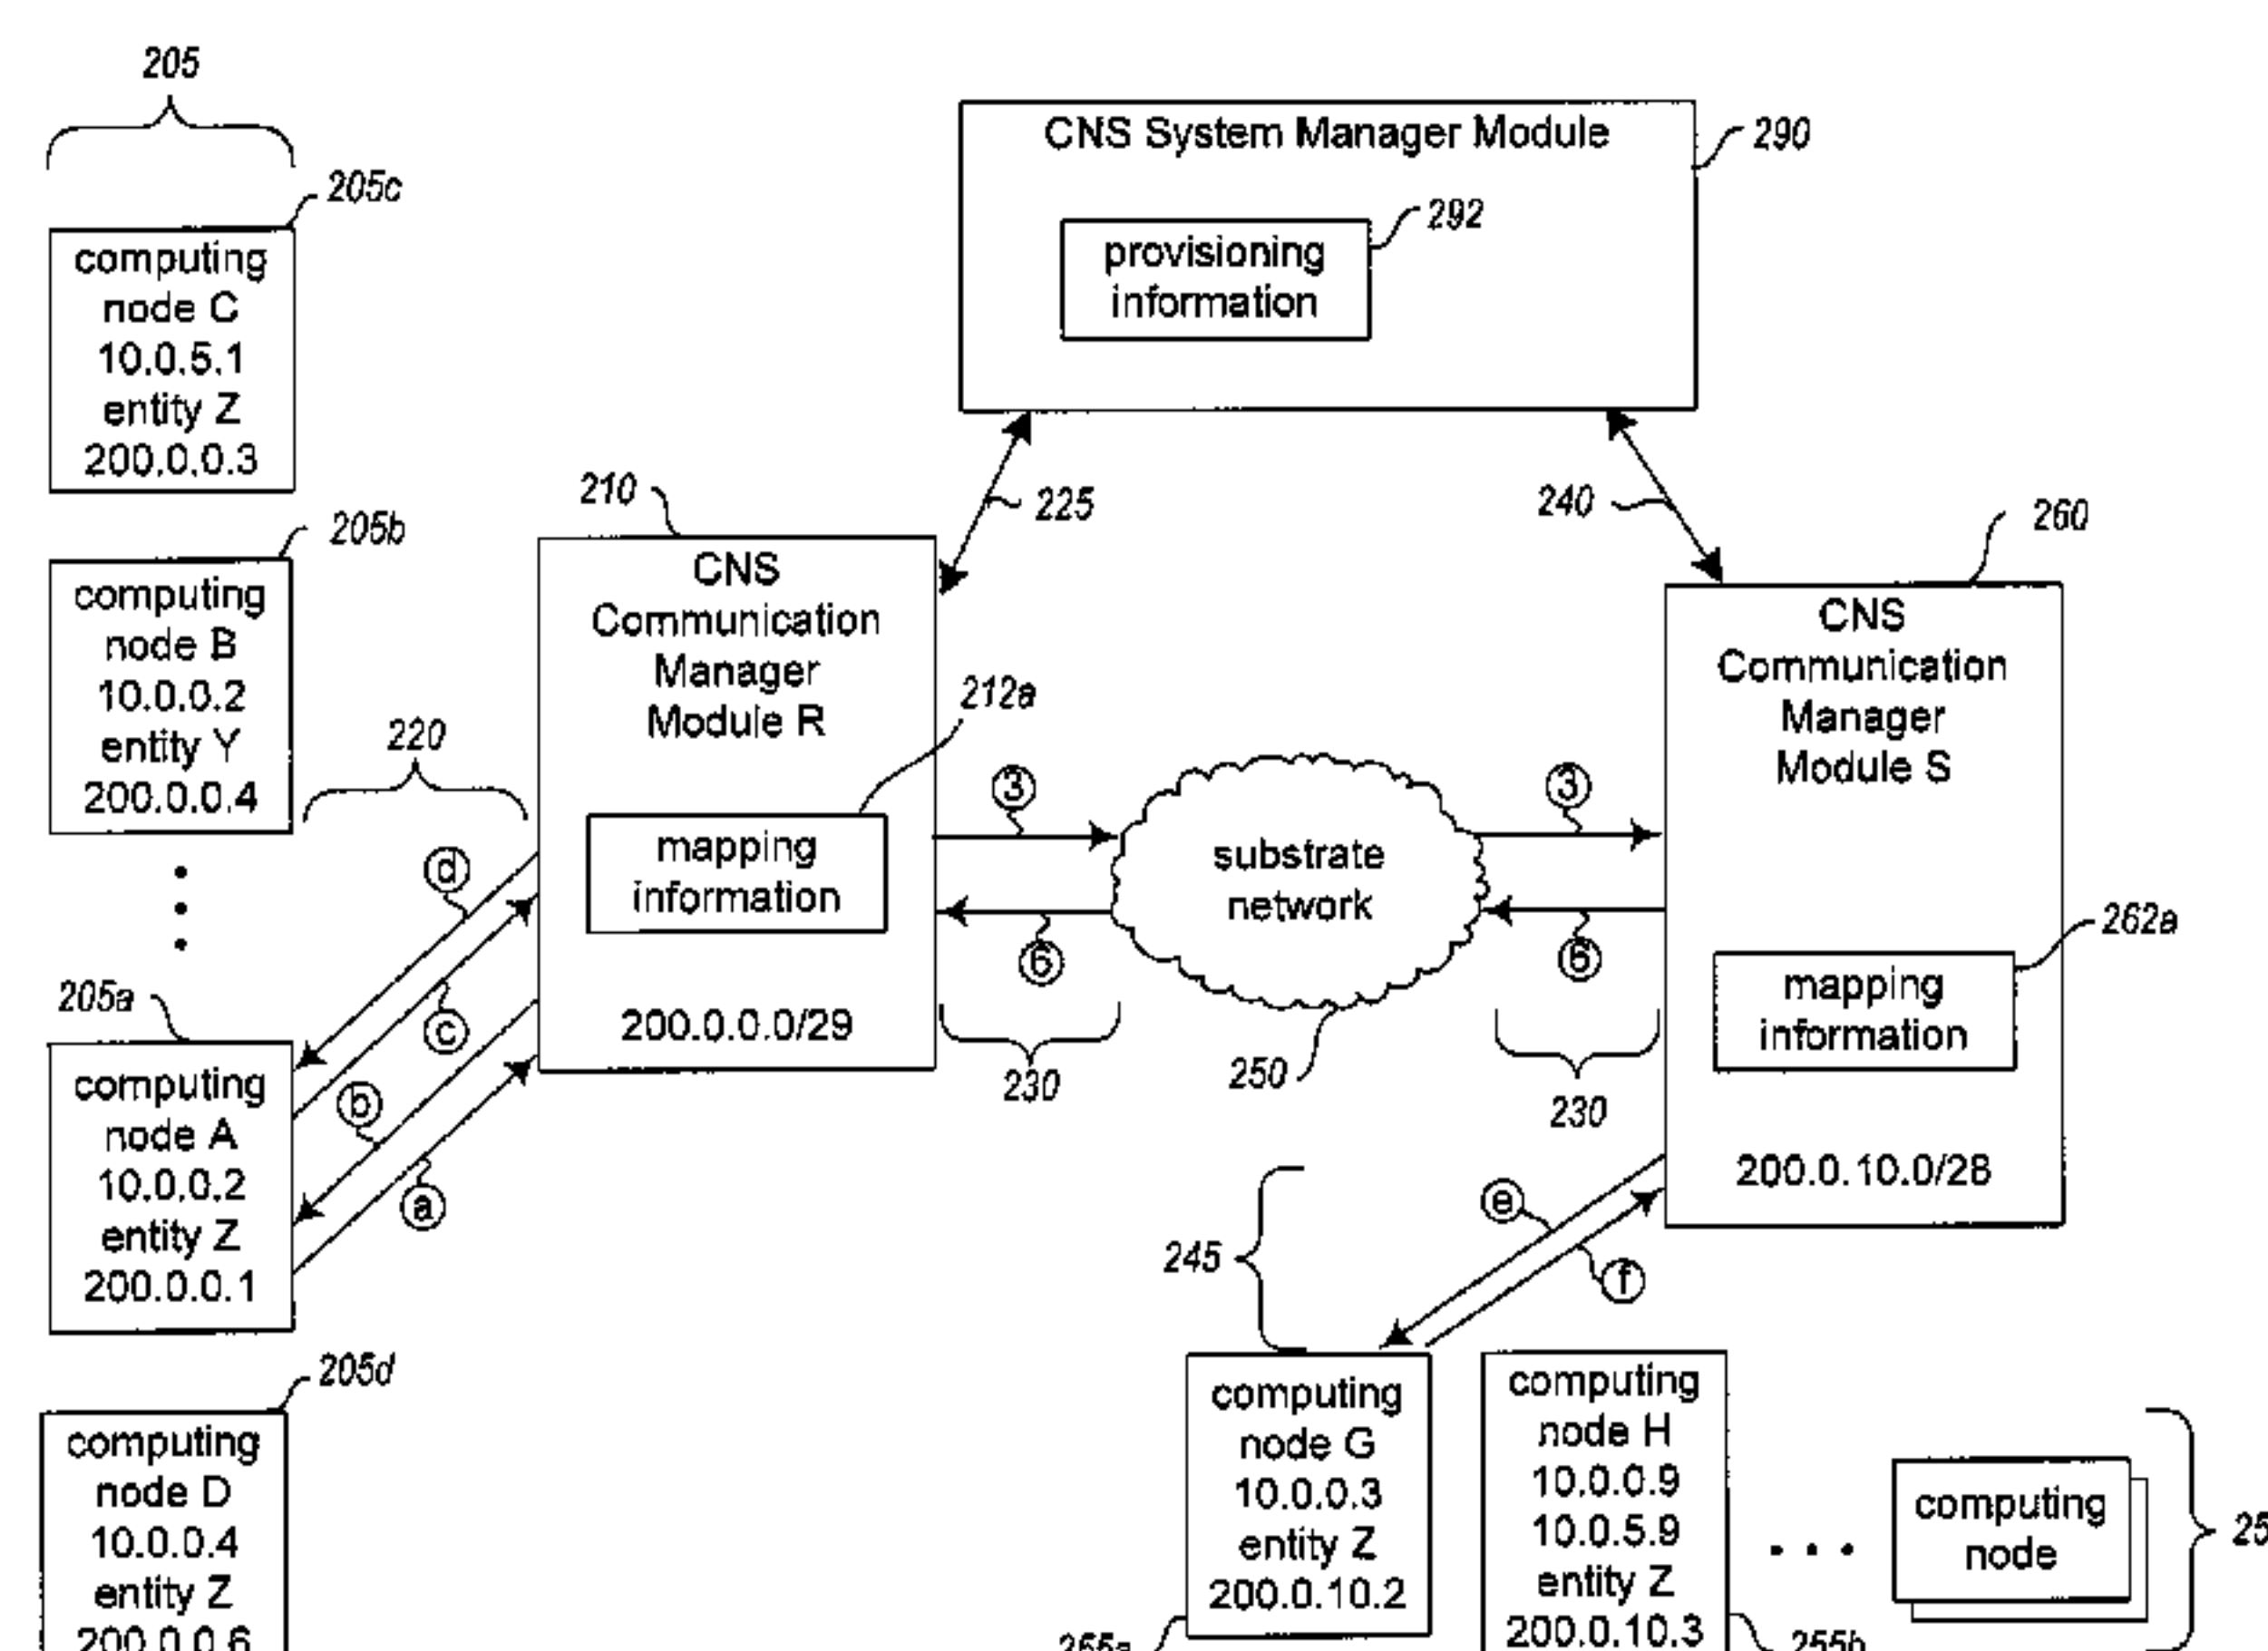 205
205c
computing
node C
10.0.5.1
entity Z
200.0.0.3
205b
computing
node B
10.0.0.2
entity Y
200.0.0.4
205a
computing
node A
10.0.0.2
entity Z
200.0.0.1
205d
computing
node D
10.0.0.4
entity Z
200.0.0.6
220
d
c
b
a
210
CNS
Communication
Manager
Module R
212a
mapping
information
200.0.0.0/29
CNS System Manager Module
290
provisioning
information
292
225
240
3
6
230
substrate
network
250
3
6
230
260
CNS
Communication
Manager
Module S
262a
mapping
information
200.0.10.0/28
245
e
f
computing
node G
10.0.0.3
entity Z
200.0.10.2
255a
computing
node H
10.0.0.9
10.0.5.9
entity Z
200.0.10.3
255b
computing
node